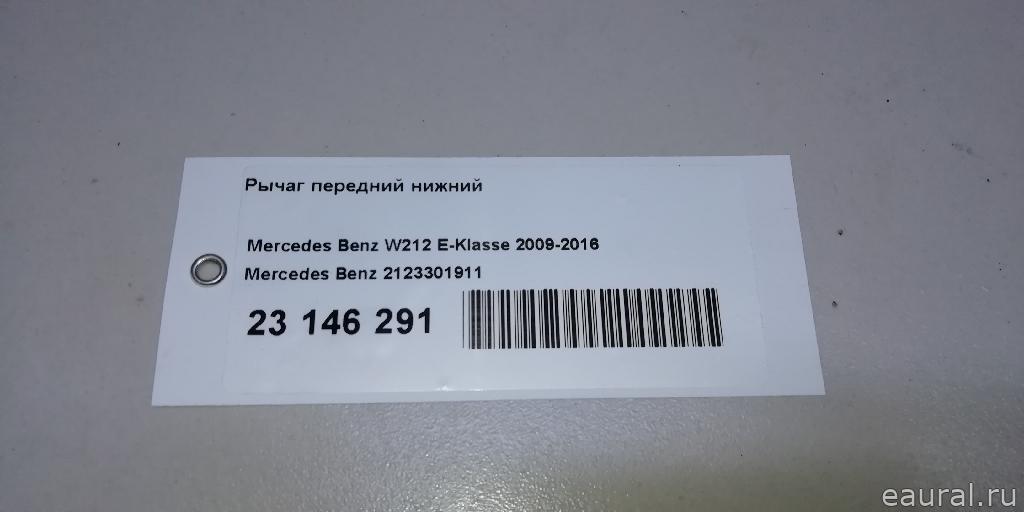 Рычаг передний нижний
Mercedes Benz W212 E-Klasse 2009-2016
Mercedes Benz 2123301911
23 146 291
eaural.ru